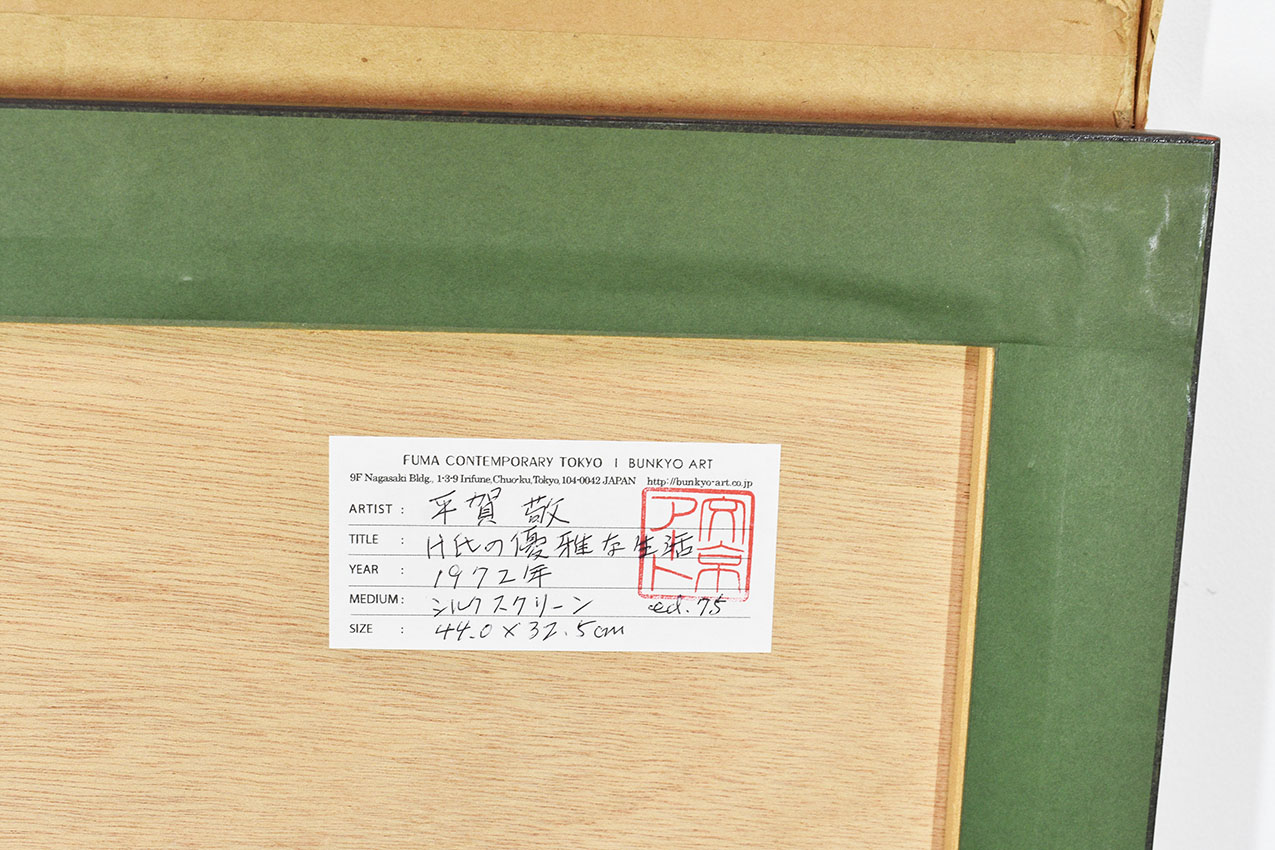 FUMA CONTEMPORARY TOKYO | BUNKYO ART
9F Nagasaki Bldg., 1-3-9 Irifune, Chuo-ku, Tokyo, 104-0042 JAPAN http://bunkyo-art.co.jp
ARTIST : 平賀 敬
TITLE : H氏の優雅な生活
YEAR : 1972年
MEDIUM : シルクスクリーン ed. 75
SIZE : 44.0 × 32.5cm
文京
アート